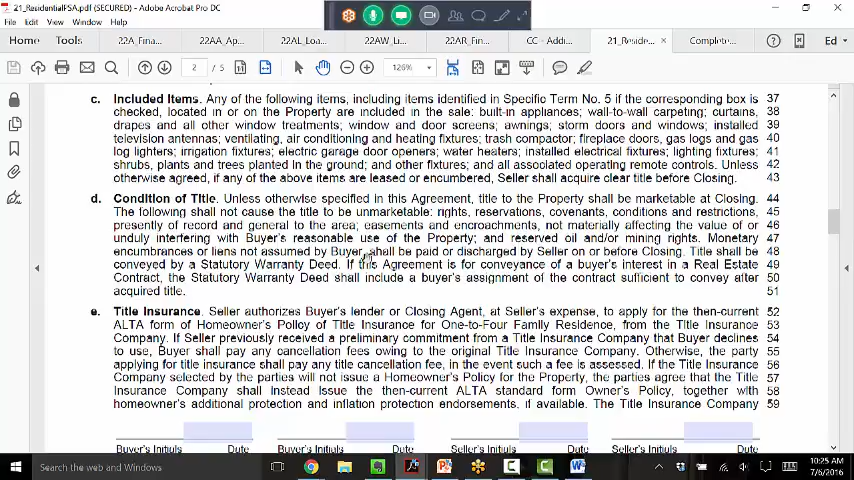 21_ResidentialPSA.pdf (SECURED) - Adobe Acrobat Pro DC
File Edit View Window Help
Home Tools 22A_Fina... 22AA_Ap... 22AL_Loa... 22AW_Li... 22AR_Fin... CC - Addin... 21_Reside... × Complete... Ed
2 / 5 126%
c. Included Items. Any of the following items, including items identified in Specific Term No. 5 if the corresponding box is 37
checked, located in or on the Property are included in the sale: built-in appliances; wall-to-wall carpeting; curtains, 38
drapes and all other window treatments; window and door screens; awnings; storm doors and windows; installed 39
television antennas; ventilating, air conditioning and heating fixtures; trash compactor; fireplace doors, gas logs and gas 40
log lighters; irrigation fixtures; electric garage door openers; water heaters; installed electrical fixtures; lighting fixtures; 41
shrubs, plants and trees planted in the ground; and other fixtures; and all associated operating remote controls. Unless 42
otherwise agreed, if any of the above items are leased or encumbered, Seller shall acquire clear title before Closing. 43
d. Condition of Title. Unless otherwise specified in this Agreement, title to the Property shall be marketable at Closing. 44
The following shall not cause the title to be unmarketable: rights, reservations, covenants, conditions and restrictions, 45
presently of record and general to the area; easements and encroachments, not materially affecting the value of or 46
unduly interfering with Buyer's reasonable use of the Property; and reserved oil and/or mining rights. Monetary 47
encumbrances or liens not assumed by Buyer, shall be paid or discharged by Seller on or before Closing. Title shall be 48
conveyed by a Statutory Warranty Deed. If this Agreement is for conveyance of a buyer's interest in a Real Estate 49
Contract, the Statutory Warranty Deed shall include a buyer's assignment of the contract sufficient to convey after 50
acquired title. 51
e. Title Insurance. Seller authorizes Buyer's lender or Closing Agent, at Seller's expense, to apply for the then-current 52
ALTA form of Homeowner's Policy of Title Insurance for One-to-Four Family Residence, from the Title Insurance 53
Company. If Seller previously received a preliminary commitment from a Title Insurance Company that Buyer declines 54
to use, Buyer shall pay any cancellation fees owing to the original Title Insurance Company. Otherwise, the party 55
applying for title insurance shall pay any title cancellation fee, in the event such a fee is assessed. If the Title Insurance 56
Company selected by the parties will not issue a Homeowner's Policy for the Property, the parties agree that the Title 57
Insurance Company shall instead issue the then-current ALTA standard form Owner's Policy, together with 58
homeowner's additional protection and inflation protection endorsements, if available. The Title Insurance Company 59
Buyer's Initials Date Buyer's Initials Date Seller's Initials Date Seller's Initials Date
Search the web and Windows
10:25 AM
7/6/2016